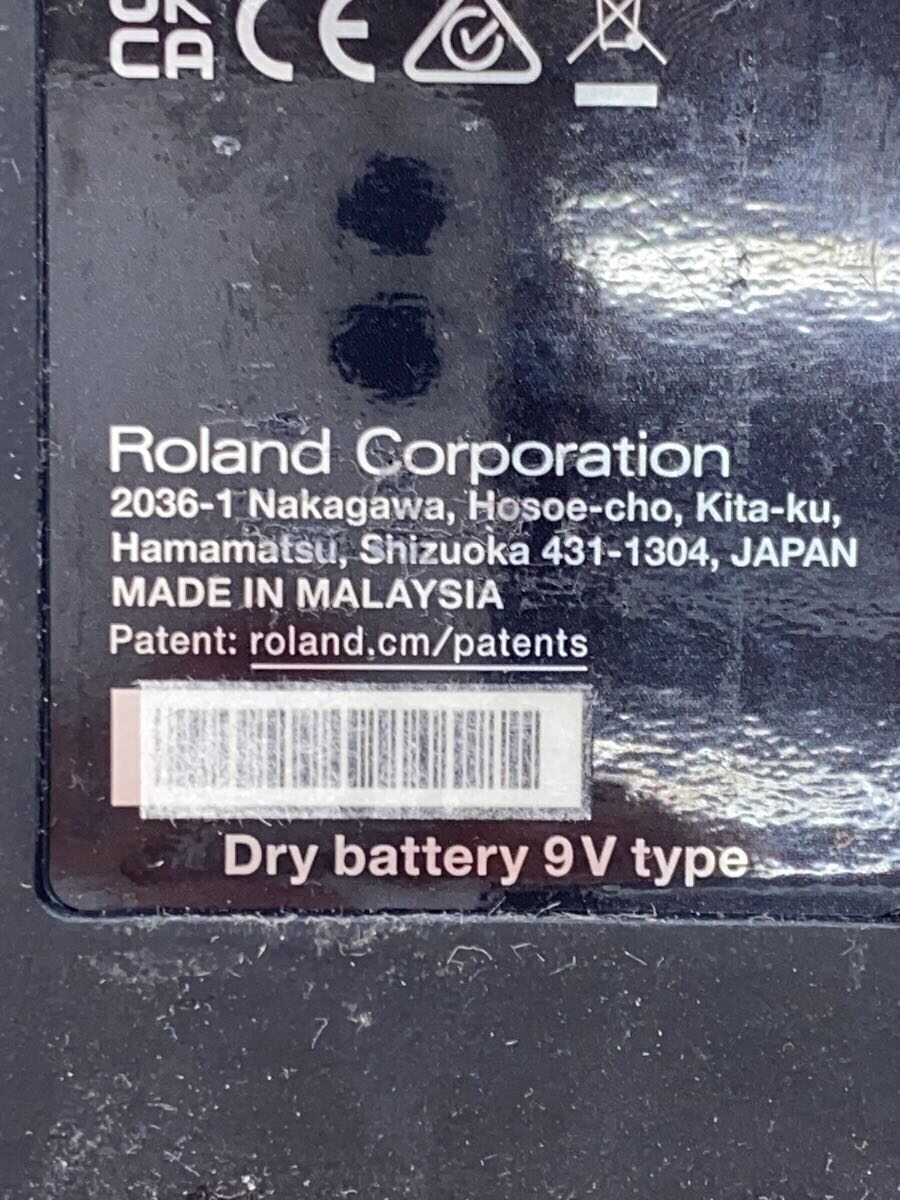 UK
CA CE
Roland Corporation
2036-1 Nakagawa, Hosoe-cho, Kita-ku,
Hamamatsu, Shizuoka 431-1304, JAPAN
MADE IN MALAYSIA
Patent: roland.cm/patents
Dry battery 9V type